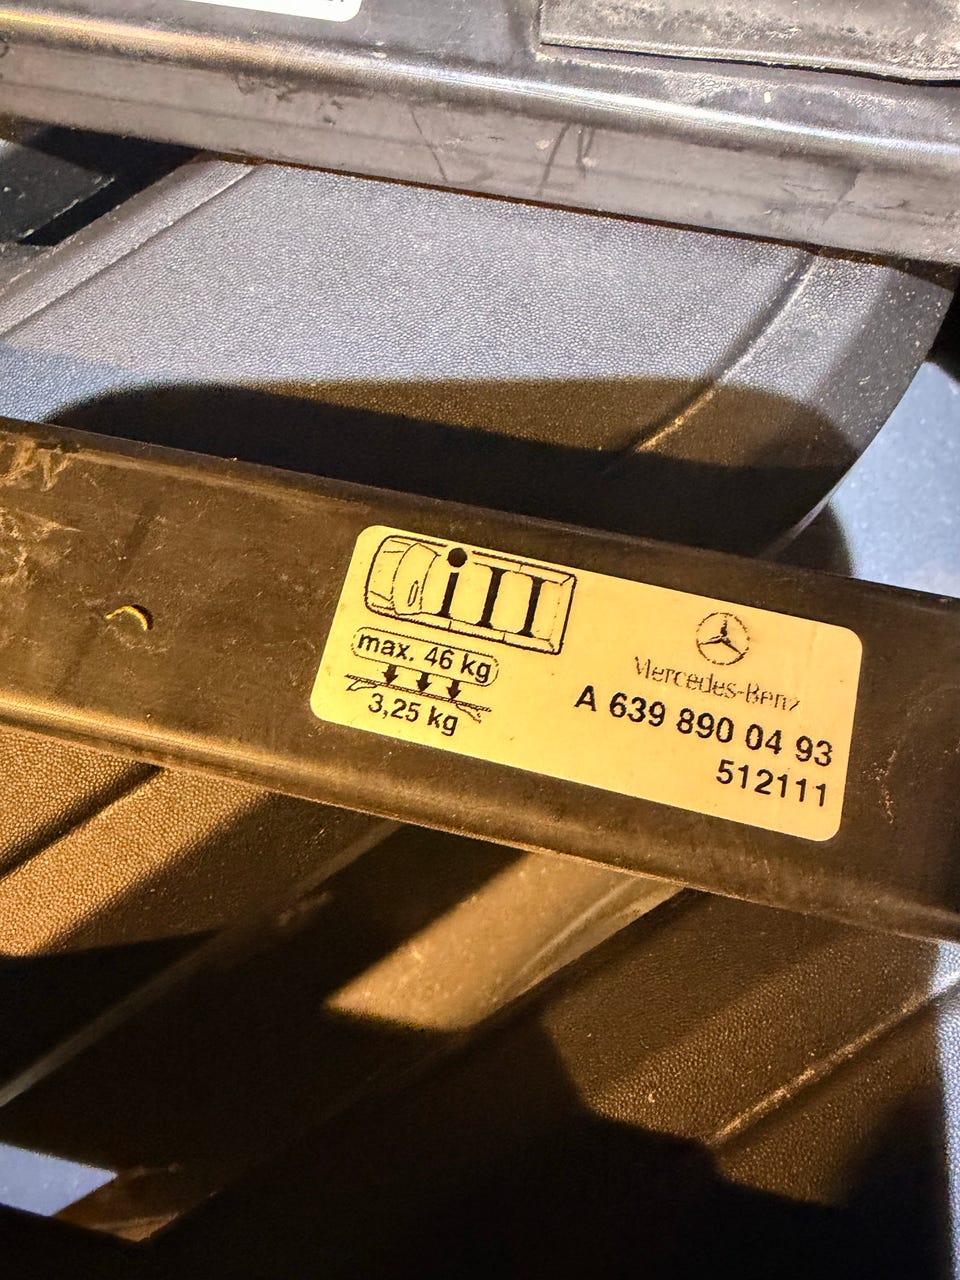 max. 46 kg
3,25 kg
Mercedes-Benz
A 639 890 04 93
512111